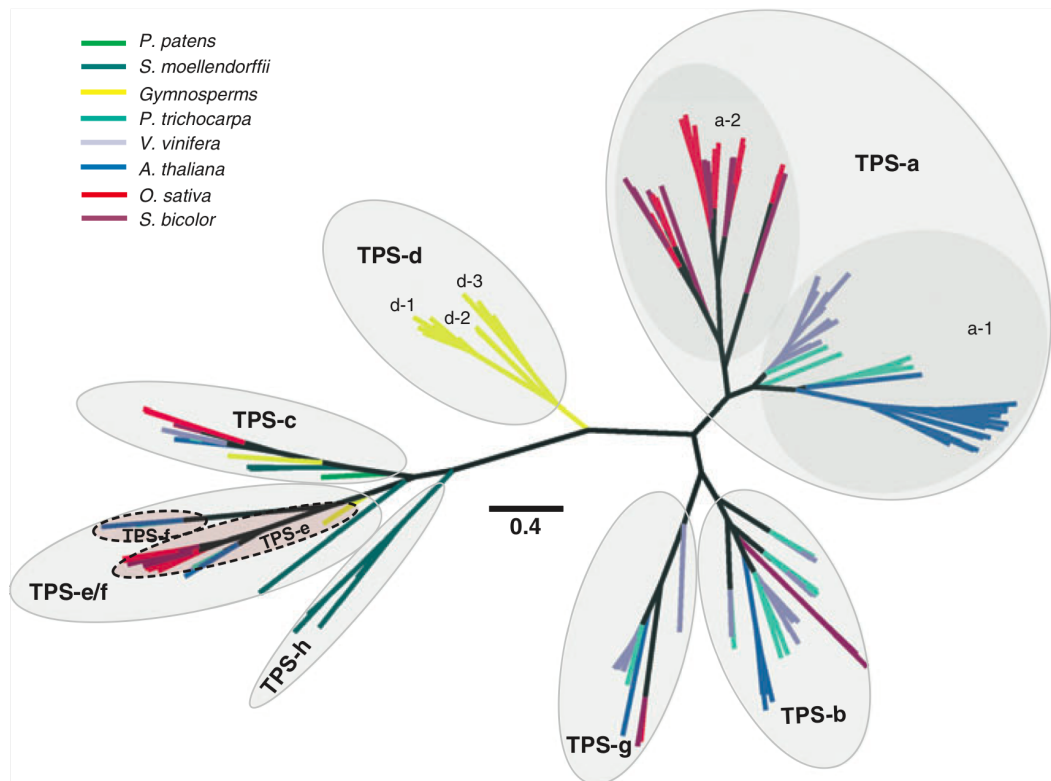 P. patens
S. moellendorffii
Gymnosperms
P. trichocarpa
V. vinifera
A. thaliana
O. sativa
S. bicolor
a-2
TPS-a
TPS-d
d-3
d-1
d-2
a-1
TPS-c
0.4
TPS-f
TPS-e
TPS-e/f
TPS-h
TPS-b
TPS-g